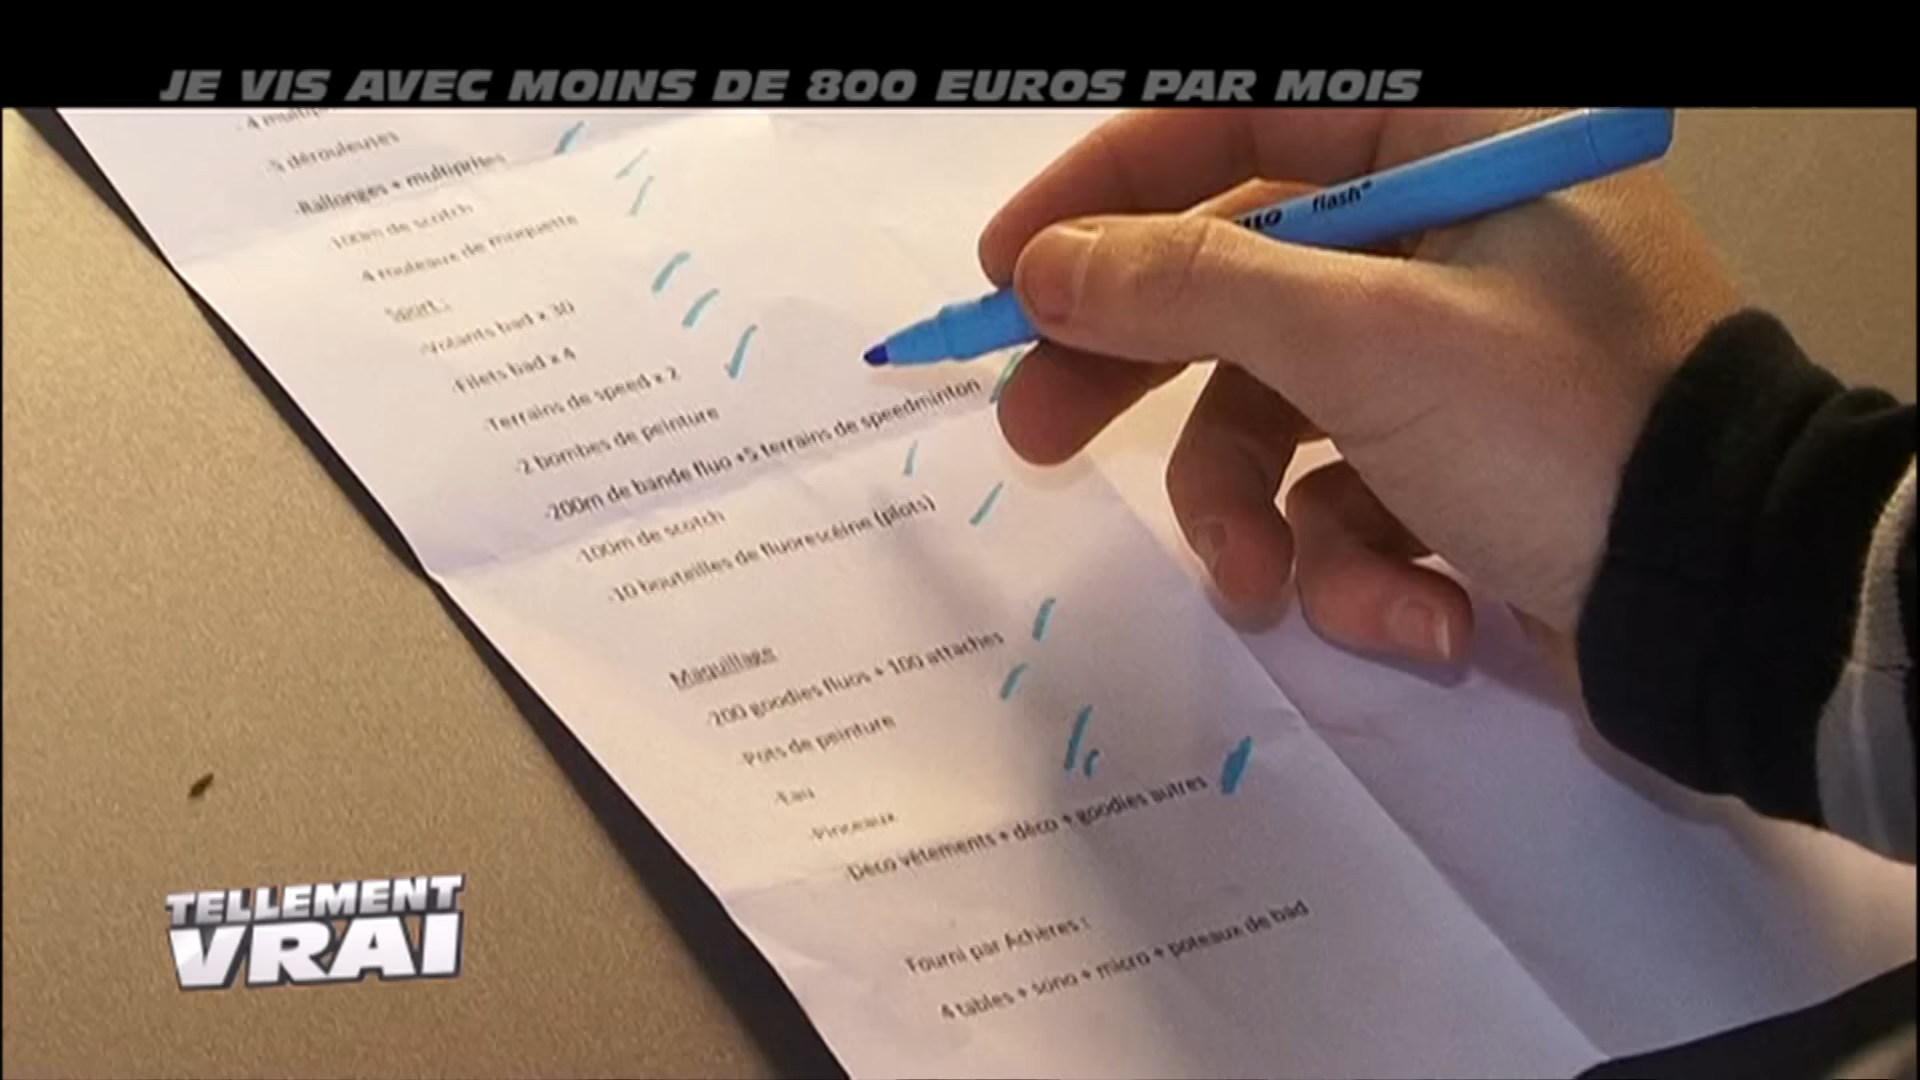 JE VIS AVEC MOINS DE 800 EUROS PAR MOIS
-5 dérouleuses
-Rallonges + multiprites
-100m de scotch
-4 rouleaux de moquette
Sport :
-Volants bad x 30
-Filets bad x 4
-Terrains de speed x 2
-2 bombes de peinture
-200m de bande fluo +5 terrains de speedminton
-100m de scotch
-10 bouteilles de fluorescéine (plots)
Maquillage
-200 goodies fluos + 100 attaches
-Pots de peinture
-Eau
-Pinceaux
-Déco vêtements + déco + goodies autres
Fourni par Achères :
4 tables + sono + micro + poteaux de bad
flash
TELLEMENT
VRAI